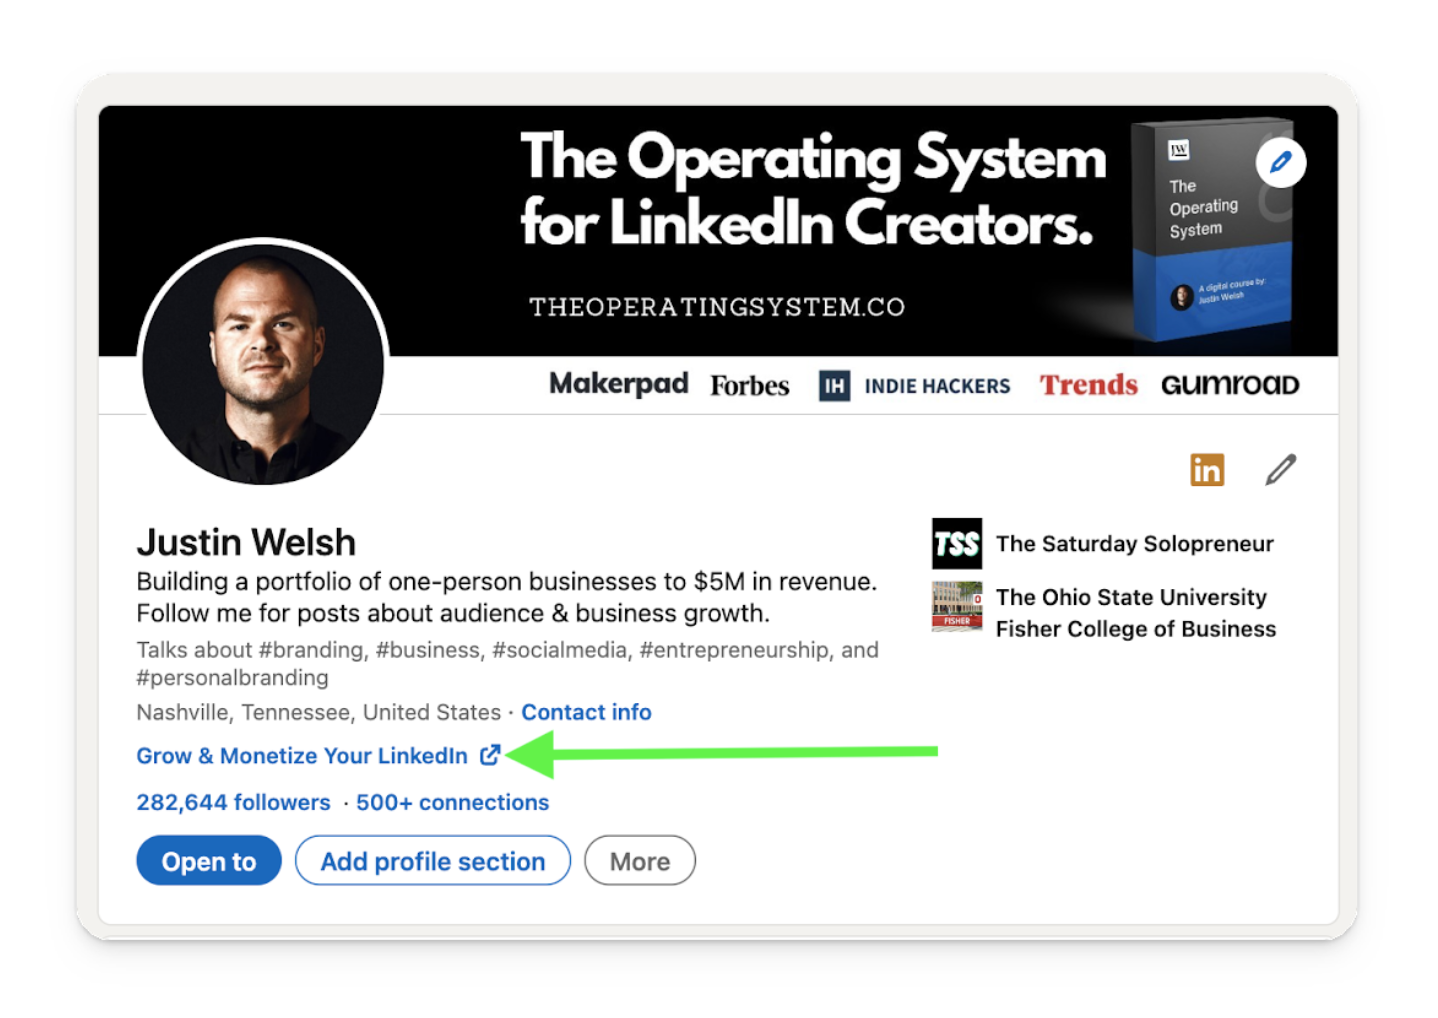 The Operating System
for LinkedIn Creators.
THEOPERATINGSYSTEM.CO
JW
The
Operating
System
A digital course by:
Justin Welsh
Makerpad Forbes IH INDIE HACKERS Trends GUMROAD
in
Justin Welsh
Building a portfolio of one-person businesses to $5M in revenue.
Follow me for posts about audience & business growth.
Talks about #branding, #business, #socialmedia, #entrepreneurship, and
#personalbranding
Nashville, Tennessee, United States · Contact info
Grow & Monetize Your LinkedIn
282,644 followers · 500+ connections
Open to Add profile section More
TSS The Saturday Solopreneur
FISHER
The Ohio State University
Fisher College of Business